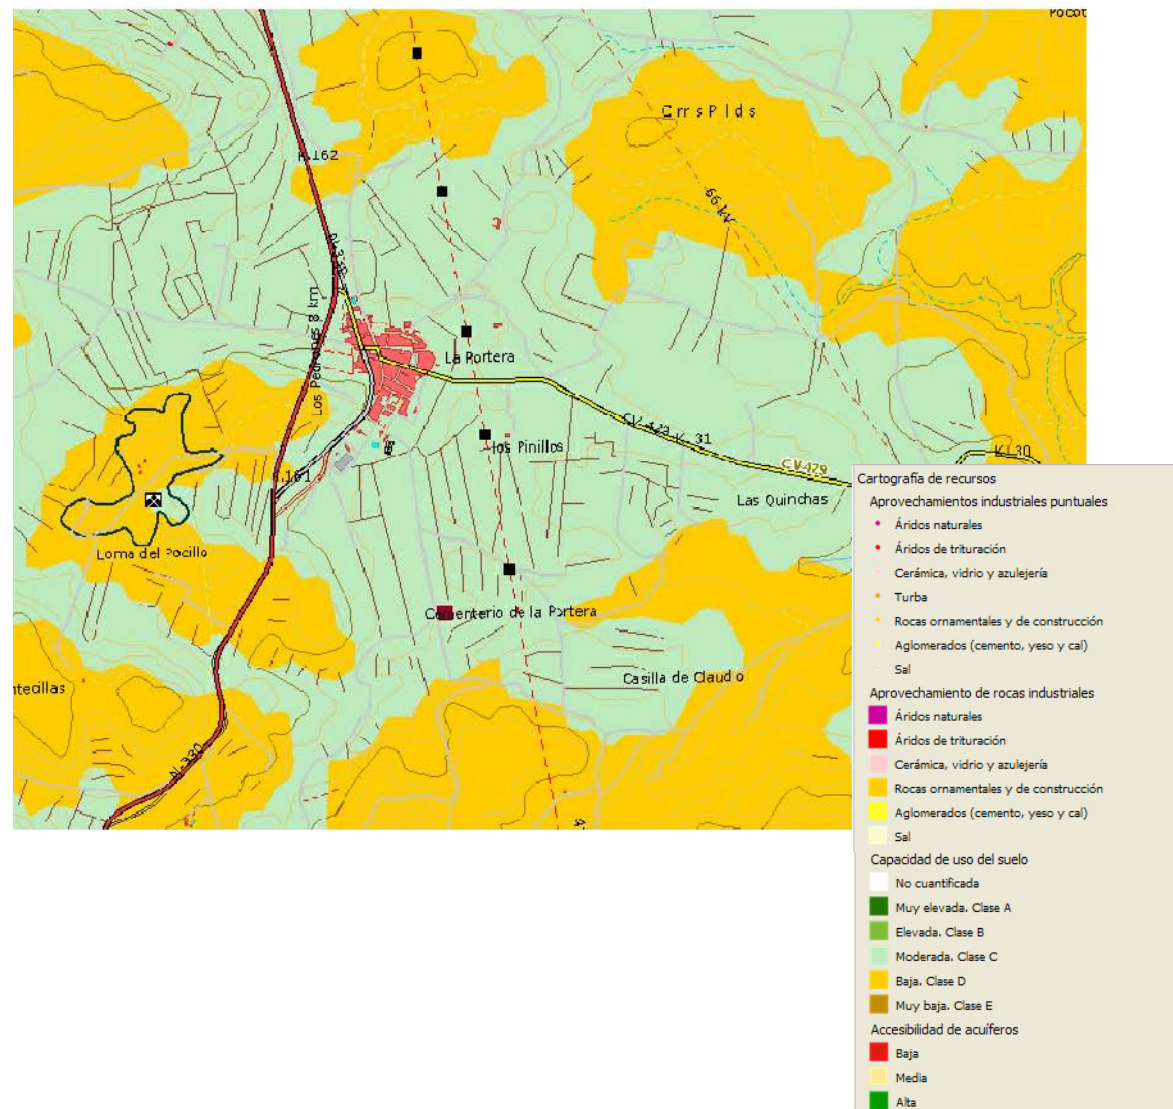 Pocot
Grrs Plds
K.162
66 kV
N-330
Los Pedrones 8 km
La Portera
CV-429 K. 31
los Pinillos
CV-429
K. 30
K.161
Las Quinchas
Loma del Pocillo
Cementerio de la Portera
Casilla de Claudio
ntecillas
N-330
Cartografía de recursos
Aprovechamientos industriales puntuales
Áridos naturales
Áridos de trituración
Cerámica, vidrio y azulejería
Turba
Rocas ornamentales y de construcción
Aglomerados (cemento, yeso y cal)
Sal
Aprovechamiento de rocas industriales
Áridos naturales
Áridos de trituración
Cerámica, vidrio y azulejería
Rocas ornamentales y de construcción
Aglomerados (cemento, yeso y cal)
Sal
Capacidad de uso del suelo
No cuantificada
Muy elevada. Clase A
Elevada. Clase B
Moderada. Clase C
Baja. Clase D
Muy baja. Clase E
Accesibilidad de acuíferos
Baja
Media
Alta